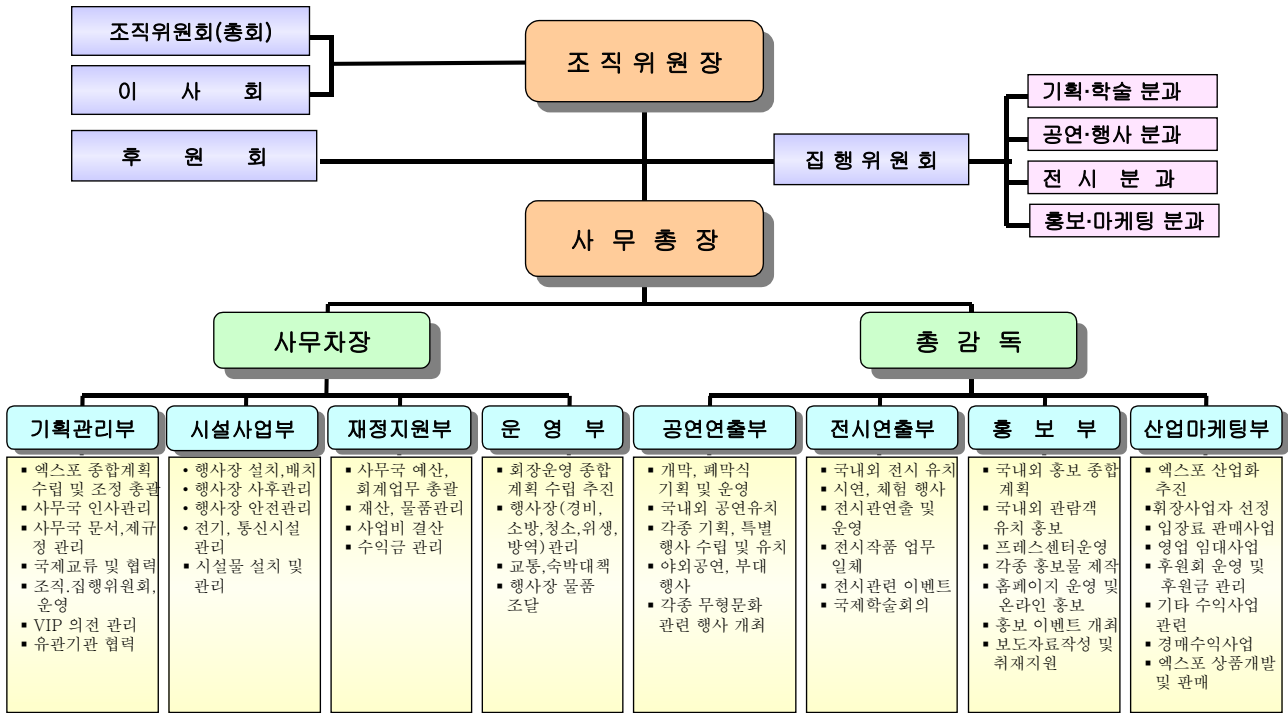 조직위원회(총회)
이 사 회
후 원 회
조 직 위 원 장
집 행 위 원 회
기획·학술 분과
공연·행사 분과
전 시 분 과
홍보·마케팅 분과
사 무 총 장
사무차장
총 감 독
기획관리부
▪ 엑스포 종합계획
수립 및 조정 총괄
▪ 사무국 인사관리
▪ 사무국 문서,제규
정 관리
▪ 국제교류 및 협력
▪ 조직.집행위원회,
운영
▪ VIP 의전 관리
▪ 유관기관 협력
시설사업부
• 행사장 설치,배치
• 행사장 사후관리
• 행사장 안전관리
• 전기, 통신시설
관리
▪ 시설물 설치 및
관리
재정지원부
▪ 사무국 예산,
회계업무 총괄
▪ 재산, 물품관리
▪ 사업비 결산
▪ 수익금 관리
운 영 부
▪ 회장운영 종합
계획 수립 추진
▪ 행사장(경비,
소방,청소,위생,
방역)관리
▪ 교통,숙박대책
▪ 행사장 물품
조달
공연연출부
▪ 개막, 폐막식
기획 및 운영
▪ 국내외 공연유치
▪ 각종 기획, 특별
행사 수립 및 유치
▪ 야외공연, 부대
행사
▪ 각종 무형문화
관련 행사 개최
전시연출부
▪ 국내외 전시 유치
▪ 시연, 체험 행사
▪ 전시관연출 및
운영
▪ 전시작품 업무
일체
▪ 전시관련 이벤트
▪ 국제학술회의
홍 보 부
▪ 국내외 홍보 종합
계획
▪ 국내외 관람객
유치 홍보
▪ 프레스센터운영
▪ 각종 홍보물 제작
▪ 홈페이지 운영 및
온라인 홍보
▪ 홍보 이벤트 개최
▪ 보도자료작성 및
취재지원
산업마케팅부
▪ 엑스포 산업화
추진
▪회장사업자 선정
▪ 입장료 판매사업
▪ 영업 임대사업
▪ 후원회 운영 및
후원금 관리
▪ 기타 수익사업
관련
▪ 경매수익사업
▪ 엑스포 상품개발
및 판매